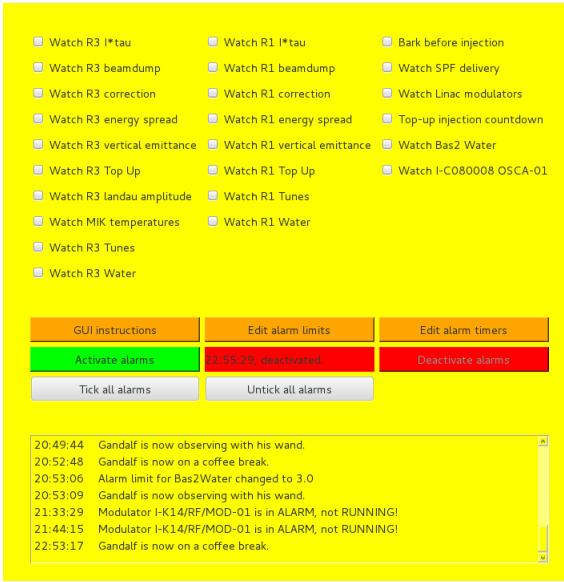 Watch R3 I*tau
Watch R1 I*tau
Bark before injection
Watch R3 beamdump
Watch R1 beamdump
Watch SPF delivery
Watch R3 correction
Watch R1 correction
Watch Linac modulators
Watch R3 energy spread
Watch R1 energy spread
Top-up injection countdown
Watch R3 vertical emittance
Watch R1 vertical emittance
Watch Bas2 Water
Watch R3 Top Up
Watch R1 Top Up
Watch I-C080008 OSCA-01
Watch R3 landau amplitude
Watch R1 Tunes
Watch MIK temperatures
Watch R1 Water
Watch R3 Tunes
Watch R3 Water
GUI instructions
Edit alarm limits
Edit alarm timers
Activate alarms
22:55:29, deactivated.
Deactivate alarms
Tick all alarms
Untick all alarms
20:49:44 Gandalf is now observing with his wand.
20:52:48 Gandalf is now on a coffee break.
20:53:06 Alarm limit for Bas2Water changed to 3.0
20:53:09 Gandalf is now observing with his wand.
21:33:29 Modulator I-K14/RF/MOD-01 is in ALARM, not RUNNING!
21:44:15 Modulator I-K14/RF/MOD-01 is in ALARM, not RUNNING!
22:53:17 Gandalf is now on a coffee break.